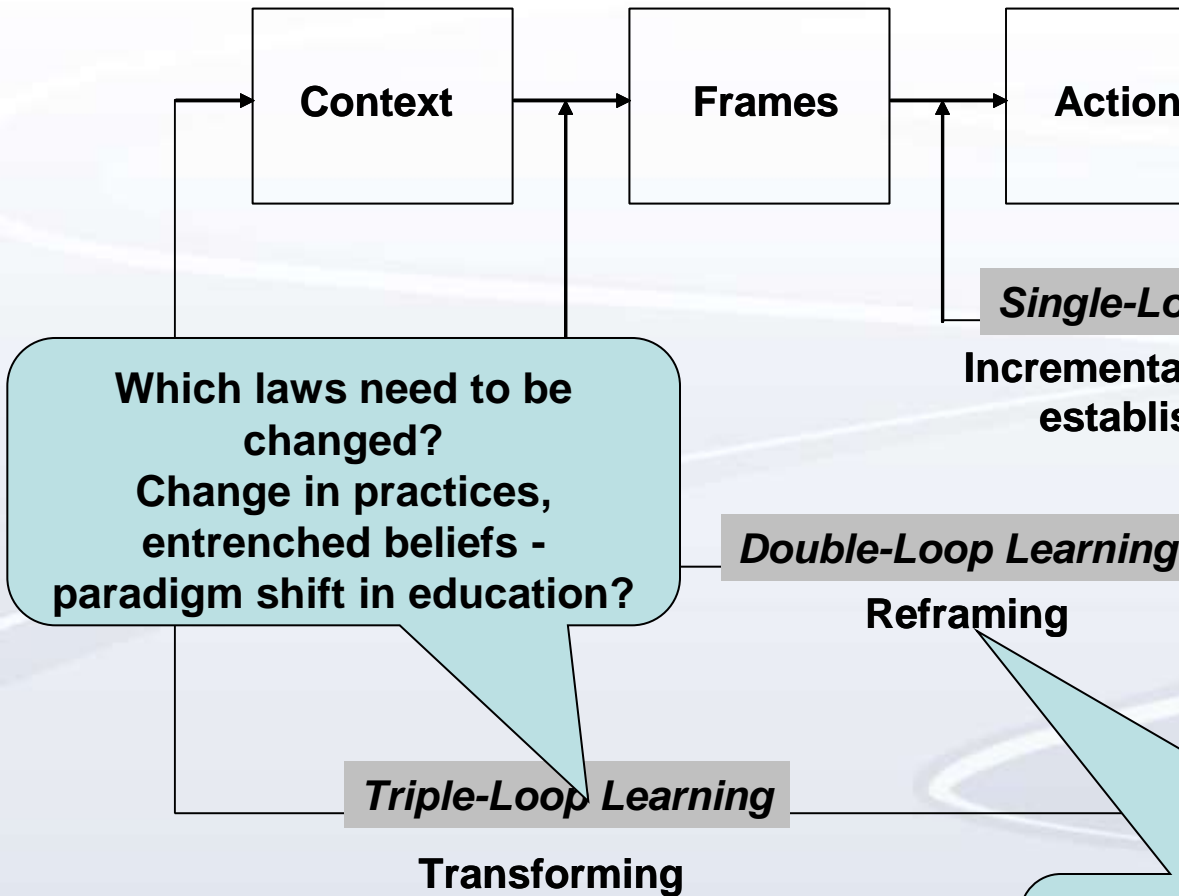 Context
Frames
Action
Single-Lo
Incrementa
establis
Which laws need to be
changed?
Change in practices,
entrenched beliefs -
paradigm shift in education?
Double-Loop Learning
Reframing
Triple-Loop Learning
Transforming